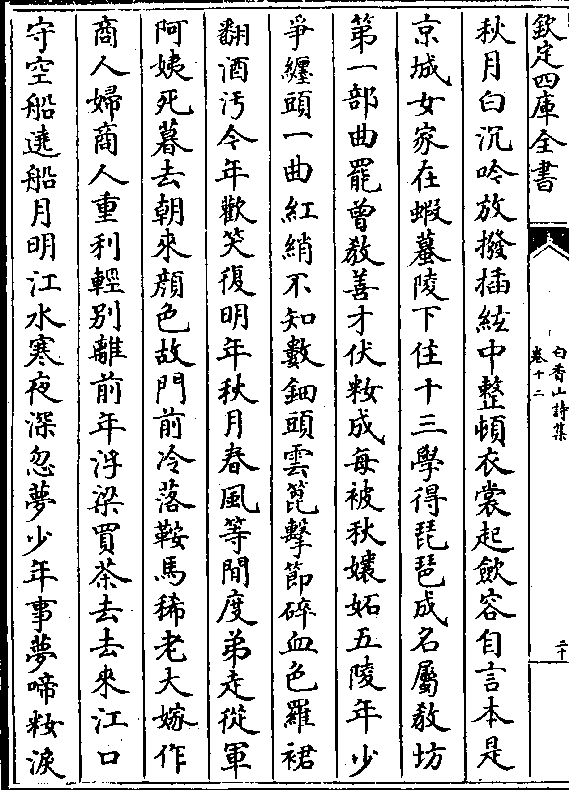 欽定四庫全書
白香山詩集
卷十二
二十
秋月白沉吟放撥插絃中整頓衣裳起斂容自言本是
京城女家在蝦蟇陵下住十三學得琵琶成名屬教坊
第一部曲罷曾教善才伏粧成每被秋孃妬五陵年少
爭纏頭一曲紅綃不知數鈿頭雲篦擊節碎血色羅裙
翻酒汚今年歡笑復明年秋月春風等閒度弟走從軍
阿姨死暮去朝來顔色故門前冷落鞍馬稀老大嫁作
商人婦商人重利輕別離前年浮梁買茶去去來江口
守空船遶船月明江水寒夜深忽夢少年事夢啼粧淚